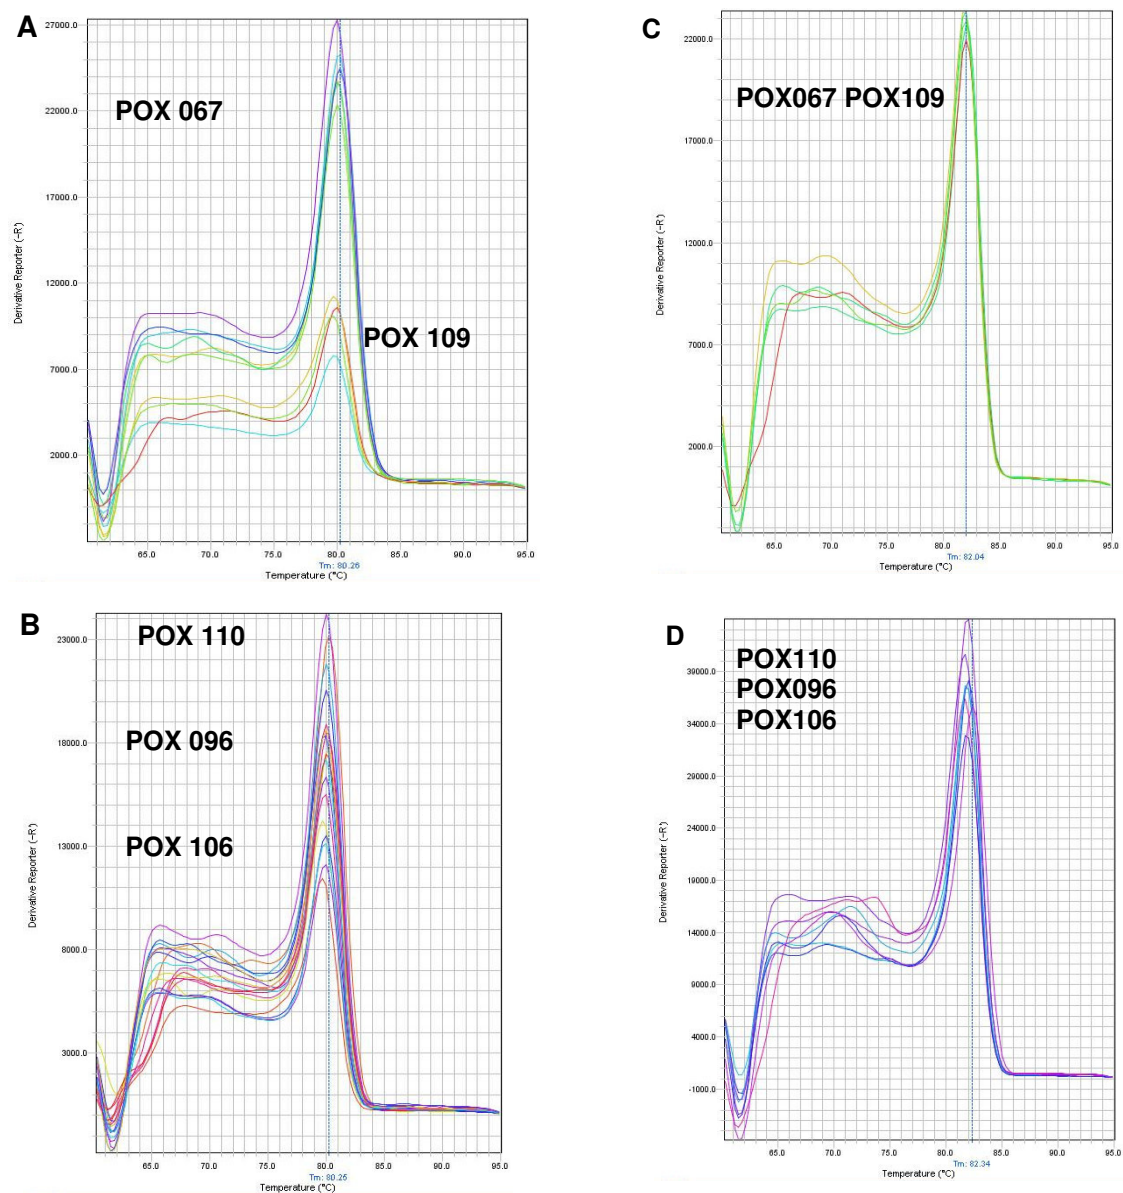 A
27000.0
22000.0
17000.0
12000.0
7000.0
2000.0
POX 067
POX 109
Derivative Reporter (-R')
65.0 70.0 75.0 80.0 85.0 90.0 95.0
Tm: 80.26
Temperature (°C)
C
22000.0
17000.0
12000.0
7000.0
2000.0
POX067 POX109
Derivative Reporter (-R')
65.0 70.0 75.0 80.0 85.0 90.0 95.0
Tm: 82.04
Temperature (°C)
B
23000.0
18000.0
13000.0
8000.0
3000.0
POX 110
POX 096
POX 106
Derivative Reporter (-R')
65.0 70.0 75.0 80.0 85.0 90.0 95.0
Tm: 80.25
Temperature (°C)
D
39000.0
34000.0
29000.0
24000.0
19000.0
14000.0
9000.0
4000.0
-1000.0
POX110
POX096
POX106
Derivative Reporter (-R')
65.0 70.0 75.0 80.0 85.0 90.0 95.0
Tm: 82.34
Temperature (°C)